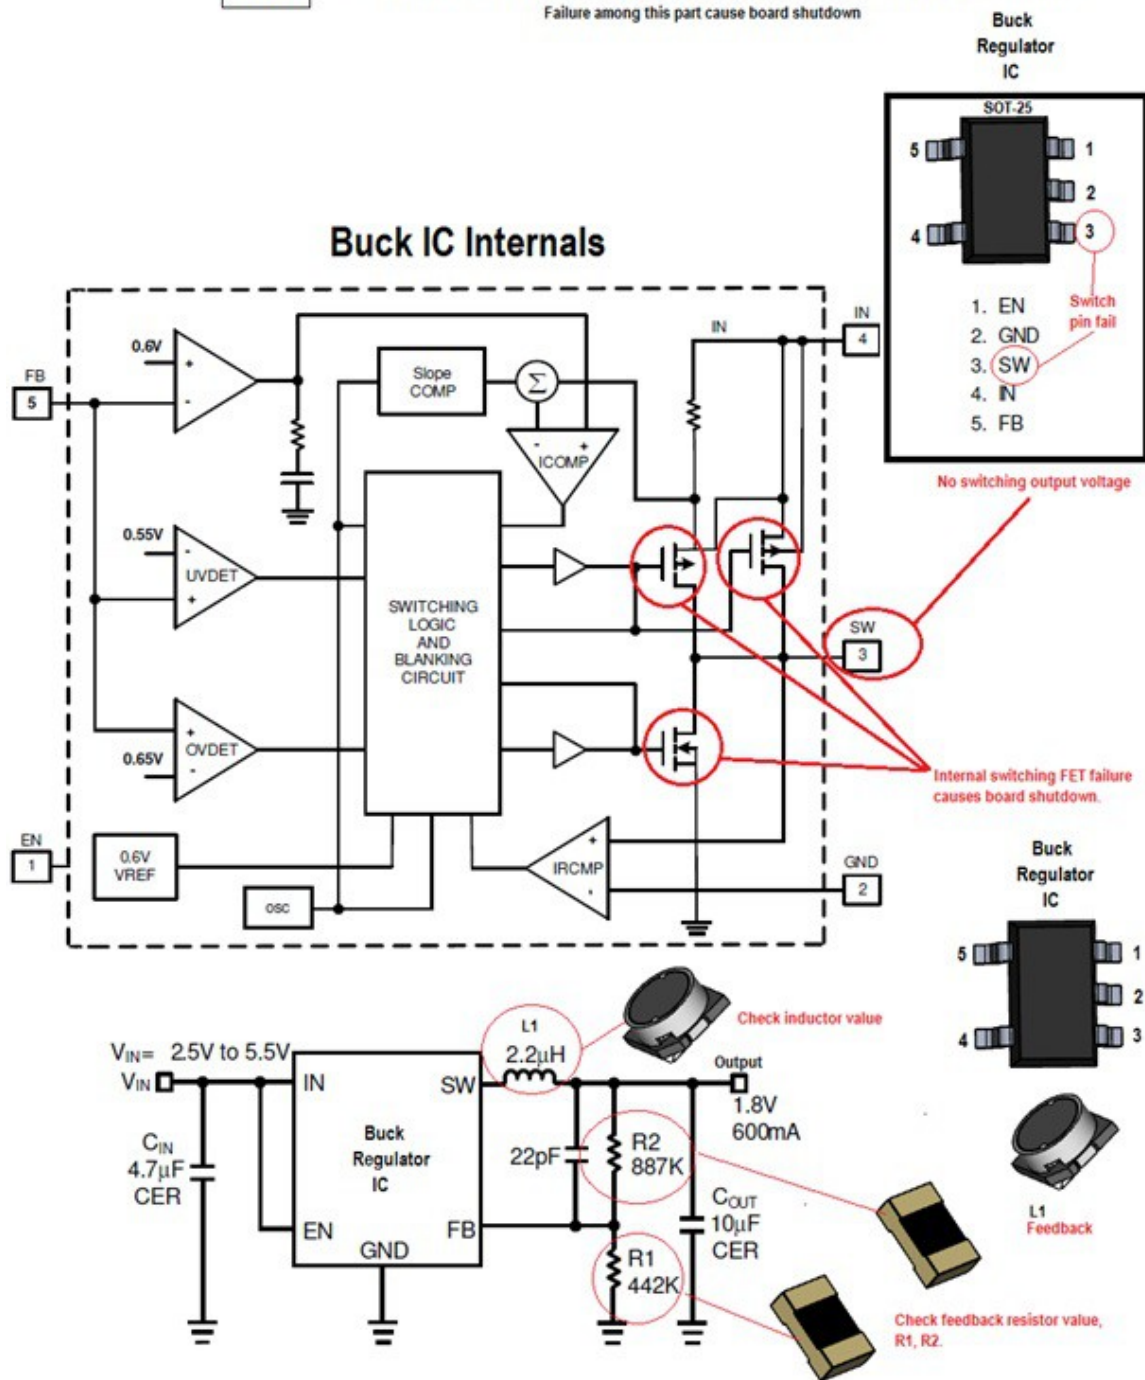 Failure among this part cause board shutdown
Buck
Regulator
IC
SOT-25
5
1
2
4
3
1. EN
2. GND
3. SW
4. IN
5. FB
Switch
pin fail
Buck IC Internals
No switching output voltage
IN
4
IN
FB
5
0.6V
+
-
Slope
COMP
Σ
- +
ICOMP
0.55V
-
UVDET
+
SWITCHING
LOGIC
AND
BLANKING
CIRCUIT
SW
3
+
OVDET
0.65V
-
Internal switching FET failure
causes board shutdown.
EN
1
0.6V
VREF
OSC
+
IRCMP
-
GND
2
Buck
Regulator
IC
5
1
2
4
3
L1
2.2µH
Check inductor value
VIN= 2.5V to 5.5V
VIN
IN
SW
Output
1.8V
600mA
CIN
4.7µF
CER
Buck
Regulator
IC
22pF
R2
887K
EN
FB
GND
COUT
10µF
CER
L1
Feedback
R1
442K
Check feedback resistor value,
R1, R2.